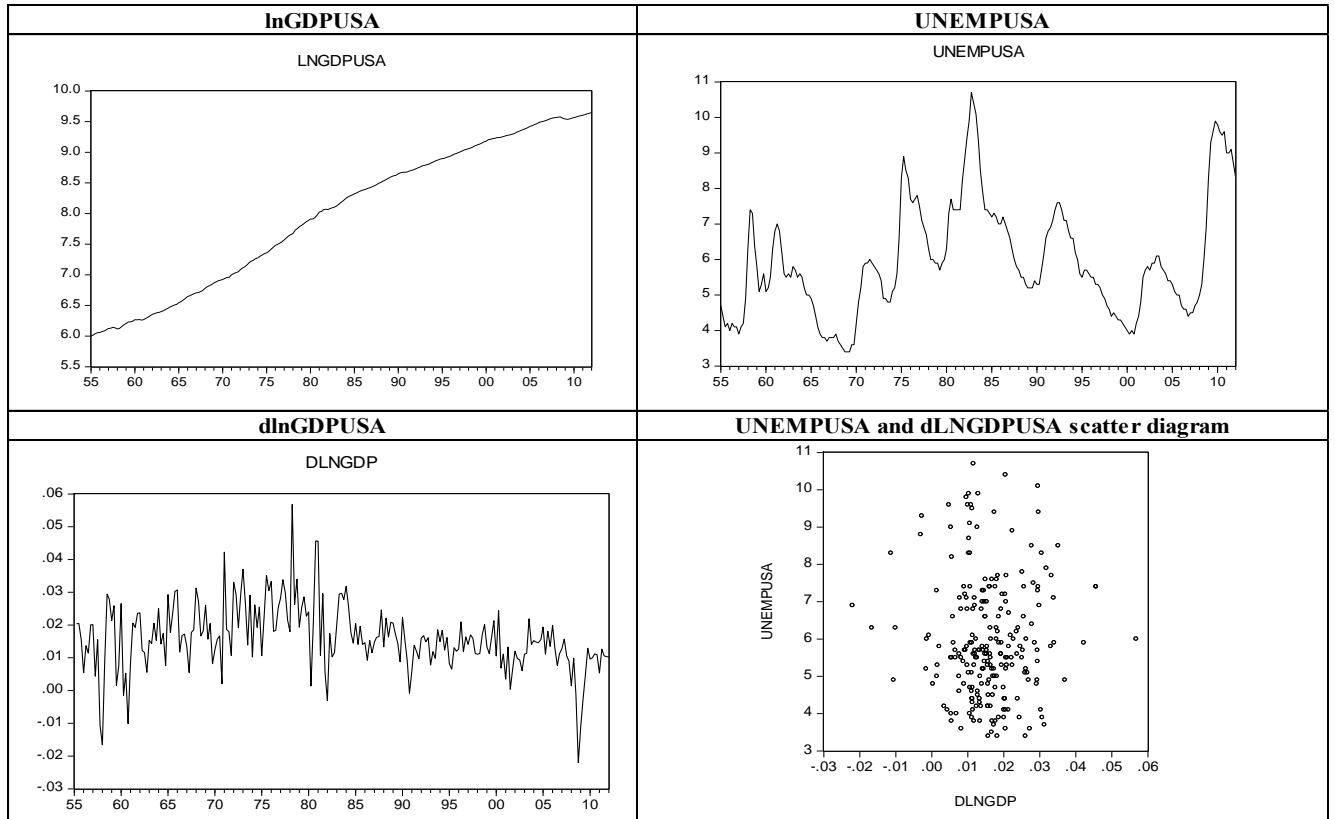 lnGDPUSA
UNEMPUSA
LNGDPUSA
10.0
9.5
9.0
8.5
8.0
7.5
7.0
6.5
6.0
5.5
55 60 65 70 75 80 85 90 95 00 05 10
UNEMPUSA
11
10
9
8
7
6
5
4
3
55 60 65 70 75 80 85 90 95 00 05 10
dlnGDPUSA
UNEMPUSA and dLNGDPUSA scatter diagram
DLNGDP
.06
.05
.04
.03
.02
.01
.00
-.01
-.02
-.03
55 60 65 70 75 80 85 90 95 00 05 10
11
10
9
8
7
6
5
4
3
UNEMPUSA
-.03 -.02 -.01 .00 .01 .02 .03 .04 .05 .06
DLNGDP